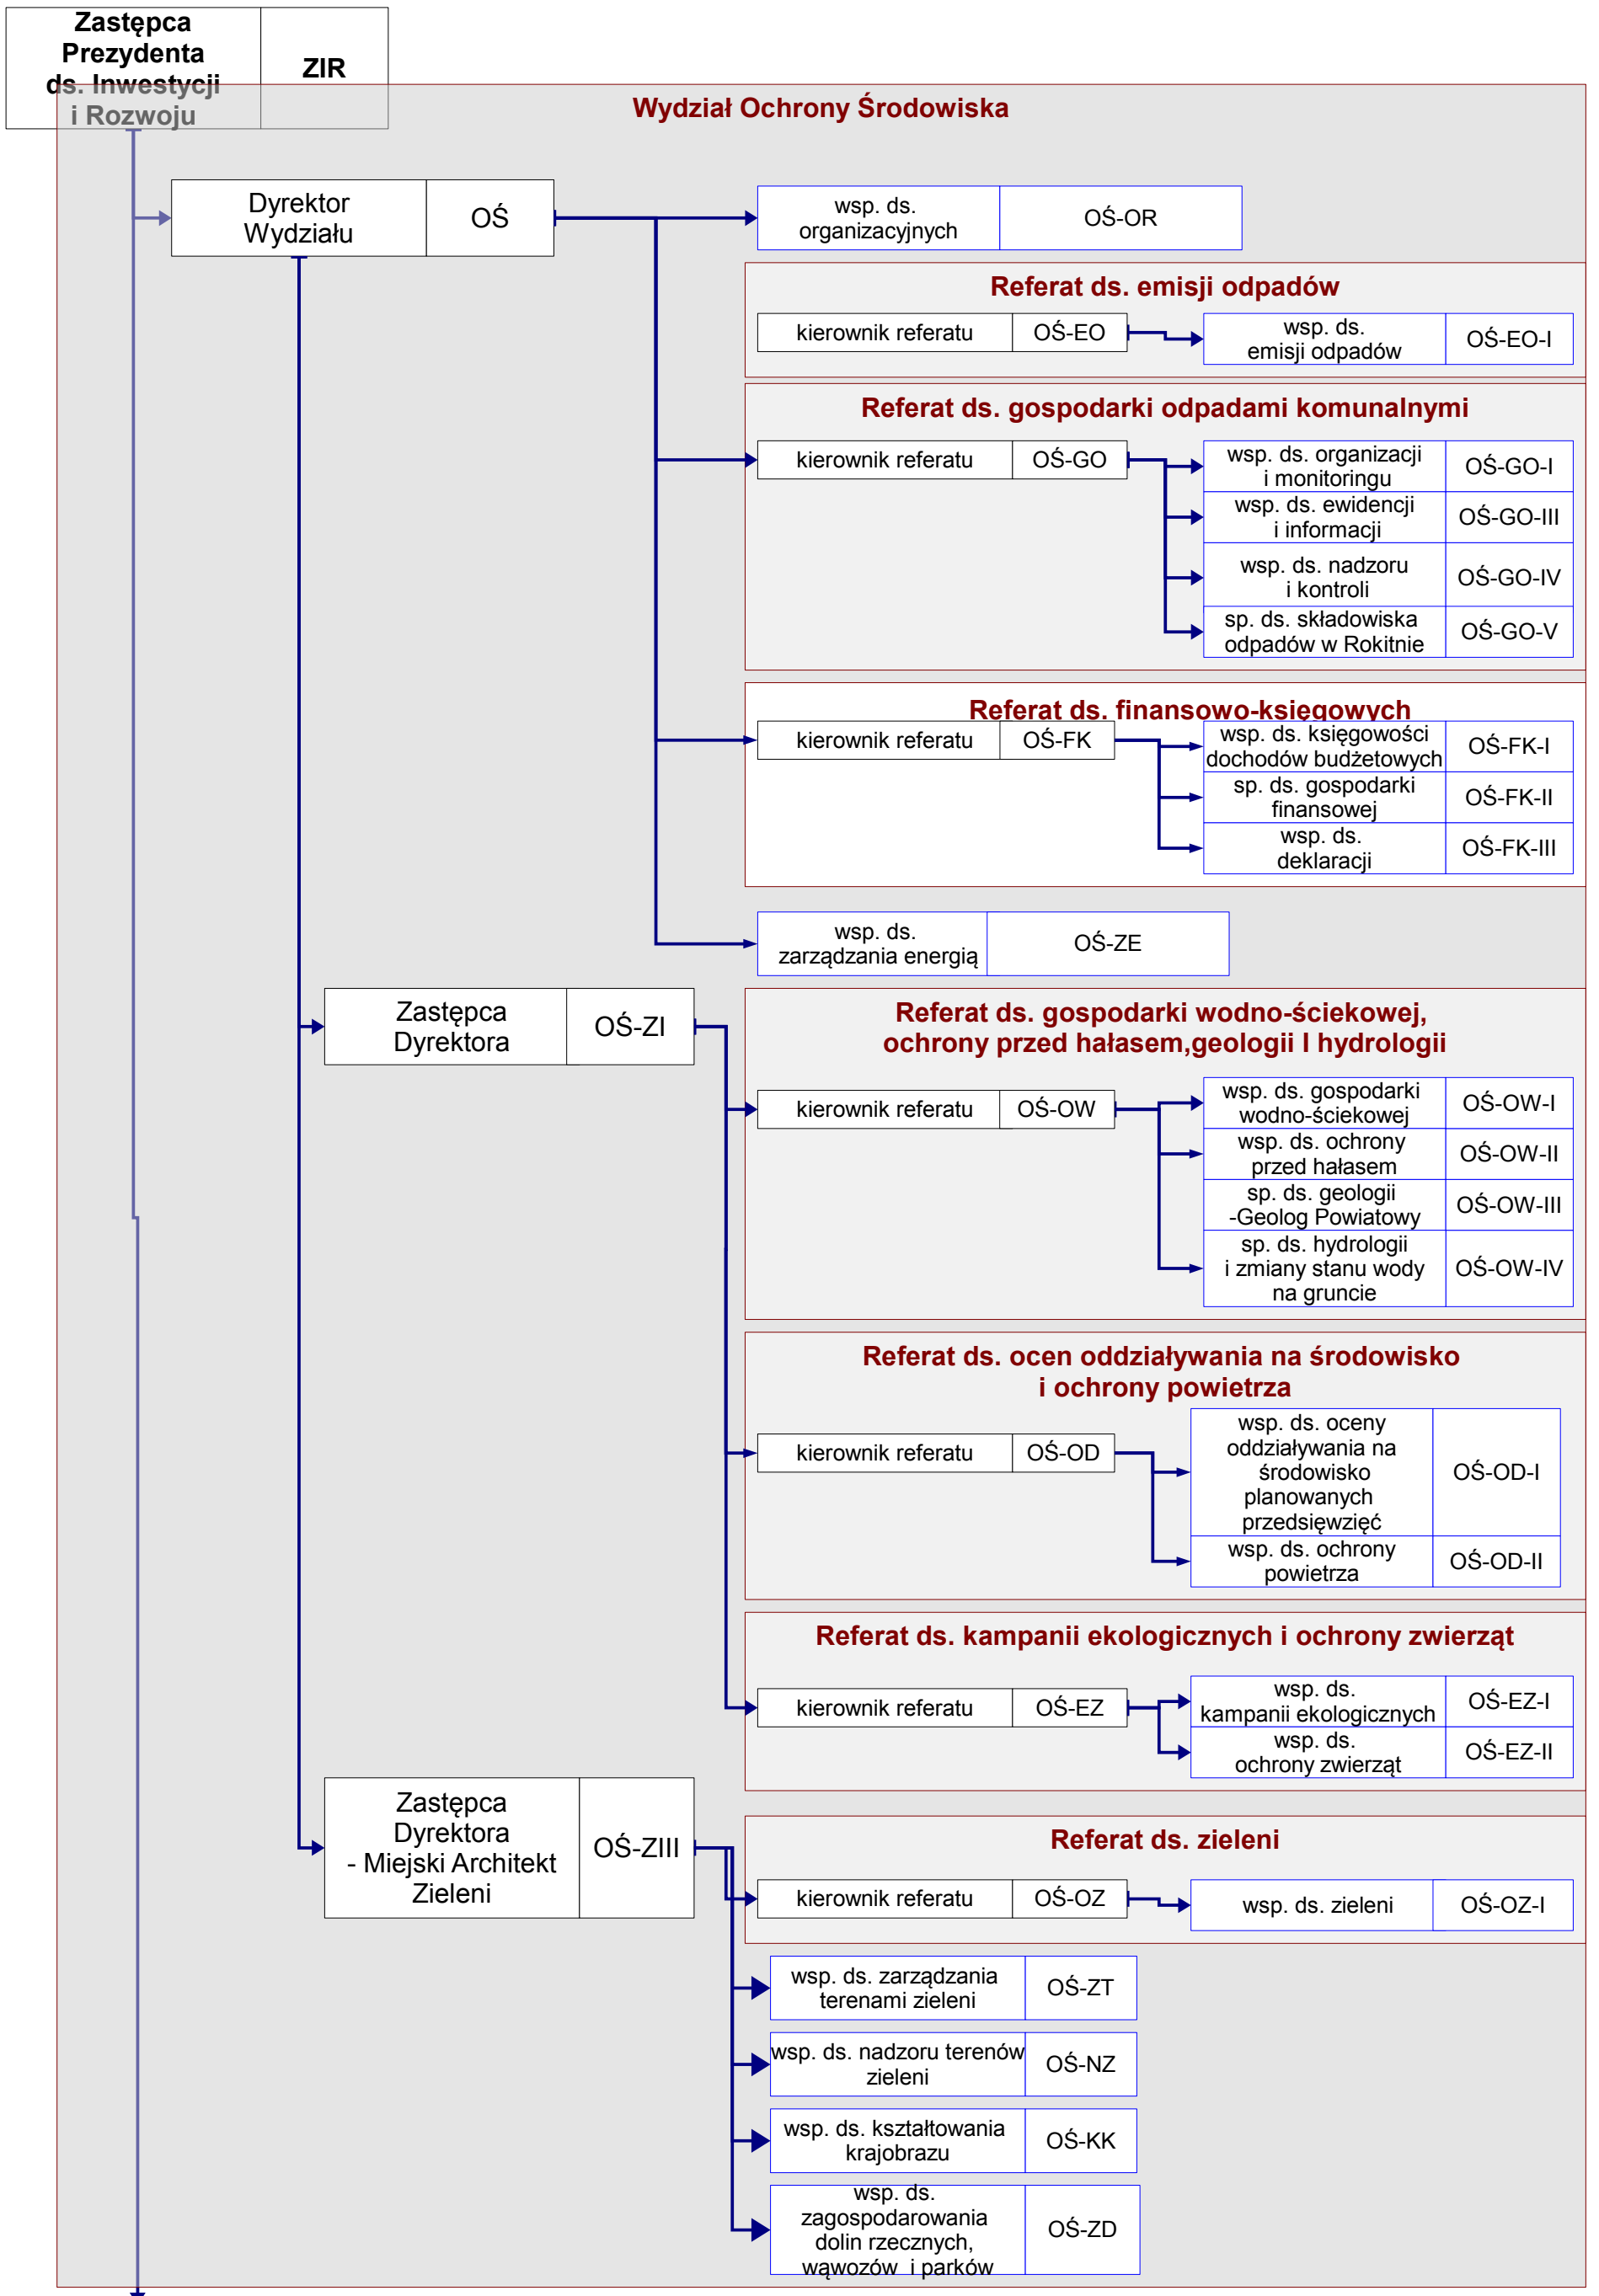 Zastępca
Prezydenta
ds. Inwestycji
i Rozwoju
ZIR
Wydział Ochrony Środowiska
Dyrektor
Wydziału
OŚ
wsp. ds.
organizacyjnych
OŚ-OR
Referat ds. emisji odpadów
kierownik referatu
OŚ-EO
wsp. ds.
emisji odpadów
OŚ-EO-I
Referat ds. gospodarki odpadami komunalnymi
kierownik referatu
OŚ-GO
wsp. ds. organizacji
i monitoringu
OŚ-GO-I
wsp. ds. ewidencji
i informacji
OŚ-GO-III
wsp. ds. nadzoru
i kontroli
OŚ-GO-IV
sp. ds. składowiska
odpadów w Rokitnie
OŚ-GO-V
Referat ds. finansowo-księgowych
kierownik referatu
OŚ-FK
wsp. ds. księgowości
dochodów budżetowych
OŚ-FK-I
sp. ds. gospodarki
finansowej
OŚ-FK-II
wsp. ds.
deklaracji
OŚ-FK-III
wsp. ds.
zarządzania energią
OŚ-ZE
Zastępca
Dyrektora
OŚ-ZI
Referat ds. gospodarki wodno-ściekowej,
ochrony przed hałasem,geologii I hydrologii
kierownik referatu
OŚ-OW
wsp. ds. gospodarki
wodno-ściekowej
OŚ-OW-I
wsp. ds. ochrony
przed hałasem
OŚ-OW-II
sp. ds. geologii
-Geolog Powiatowy
OŚ-OW-III
sp. ds. hydrologii
i zmiany stanu wody
na gruncie
OŚ-OW-IV
Referat ds. ocen oddziaływania na środowisko
i ochrony powietrza
kierownik referatu
OŚ-OD
wsp. ds. oceny
oddziaływania na
środowisko
planowanych
przedsięwzięć
OŚ-OD-I
wsp. ds. ochrony
powietrza
OŚ-OD-II
Referat ds. kampanii ekologicznych i ochrony zwierząt
kierownik referatu
OŚ-EZ
wsp. ds.
kampanii ekologicznych
OŚ-EZ-I
wsp. ds.
ochrony zwierząt
OŚ-EZ-II
Zastępca
Dyrektora
- Miejski Architekt
Zieleni
OŚ-ZIII
Referat ds. zieleni
kierownik referatu
OŚ-OZ
wsp. ds. zieleni
OŚ-OZ-I
wsp. ds. zarządzania
terenami zieleni
OŚ-ZT
wsp. ds. nadzoru terenów
zieleni
OŚ-NZ
wsp. ds. kształtowania
krajobrazu
OŚ-KK
wsp. ds.
zagospodarowania
dolin rzecznych,
wąwozów i parków
OŚ-ZD